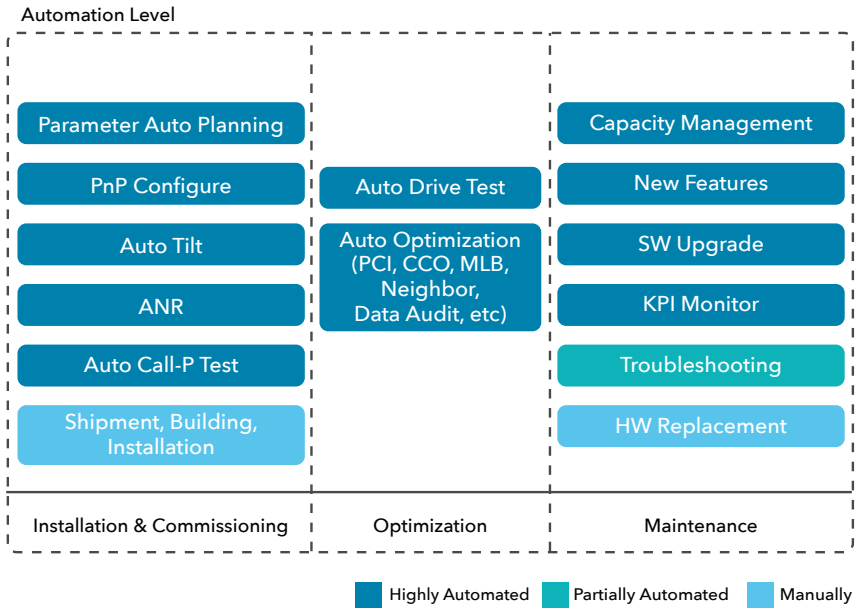 Automation Level
Parameter Auto Planning
PnP Configure
Auto Tilt
ANR
Auto Call-P Test
Shipment, Building,
Installation
Installation & Commissioning
Auto Drive Test
Auto Optimization
(PCI, CCO, MLB,
Neighbor,
Data Audit, etc)
Optimization
Capacity Management
New Features
SW Upgrade
KPI Monitor
Troubleshooting
HW Replacement
Maintenance
Highly Automated
Partially Automated
Manually